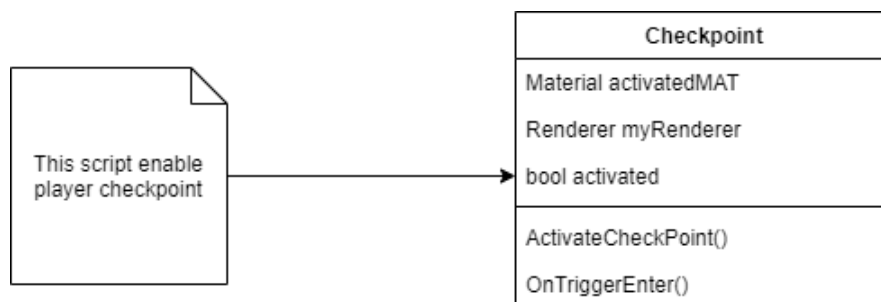 This script enable
player checkpoint
Checkpoint
Material activatedMAT
Renderer myRenderer
bool activated
ActivateCheckPoint()
OnTriggerEnter()